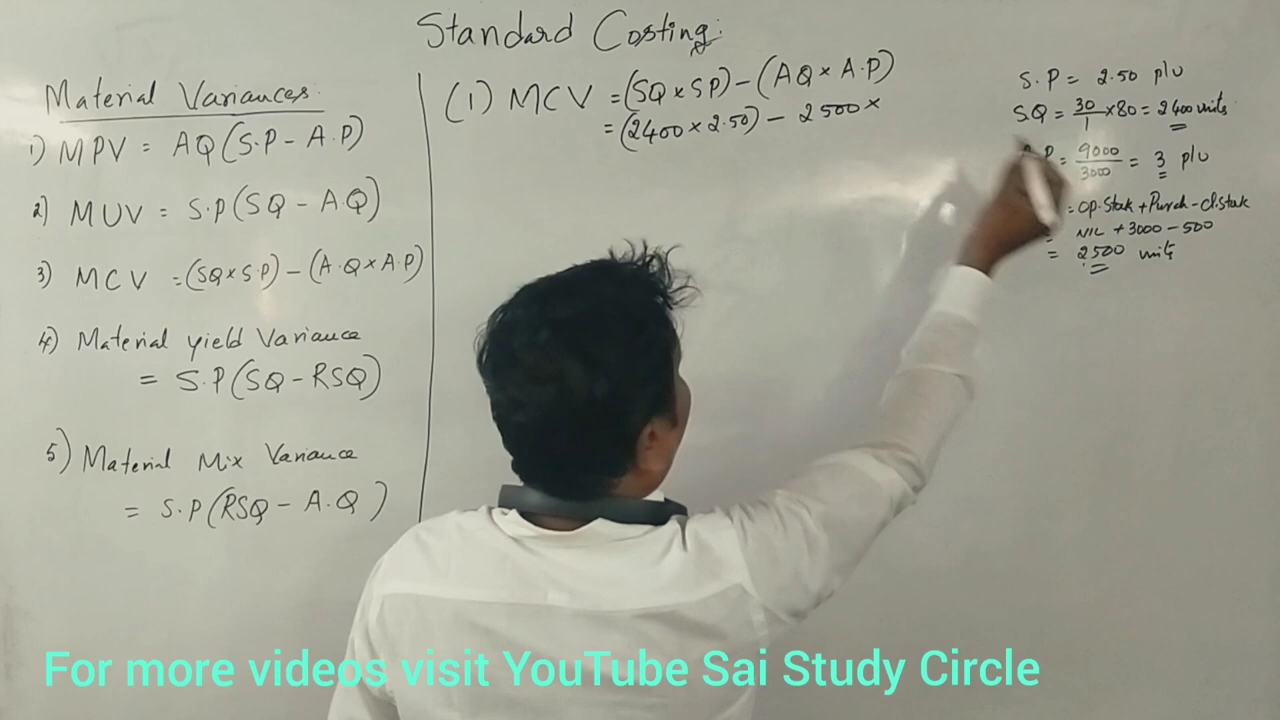 Standard Costing:
Material Variances:
1) MPV = AQ(S.P - A.P)
2) MUV = S.P(SQ - A.Q)
3) MCV = (SQ x S.P) - (A.Q x A.P)
4) Material yield Variance
= S.P(SQ - RSQ)
5) Material Mix Variance
= S.P(RSQ - A.Q)
(1) MCV = (SQ x SP) - (AQ x A.P)
= (2400 x 2.50) - 2500 x
S.P = 2.50 p/u
SQ = 30/1 x 80 = 2400 units
P = 9000/3000 = 3 p/u
= op. Stok + Purch - Cl. Stok
= NIL + 3000 - 500
= 2500 units
For more videos visit YouTube Sai Study Circle